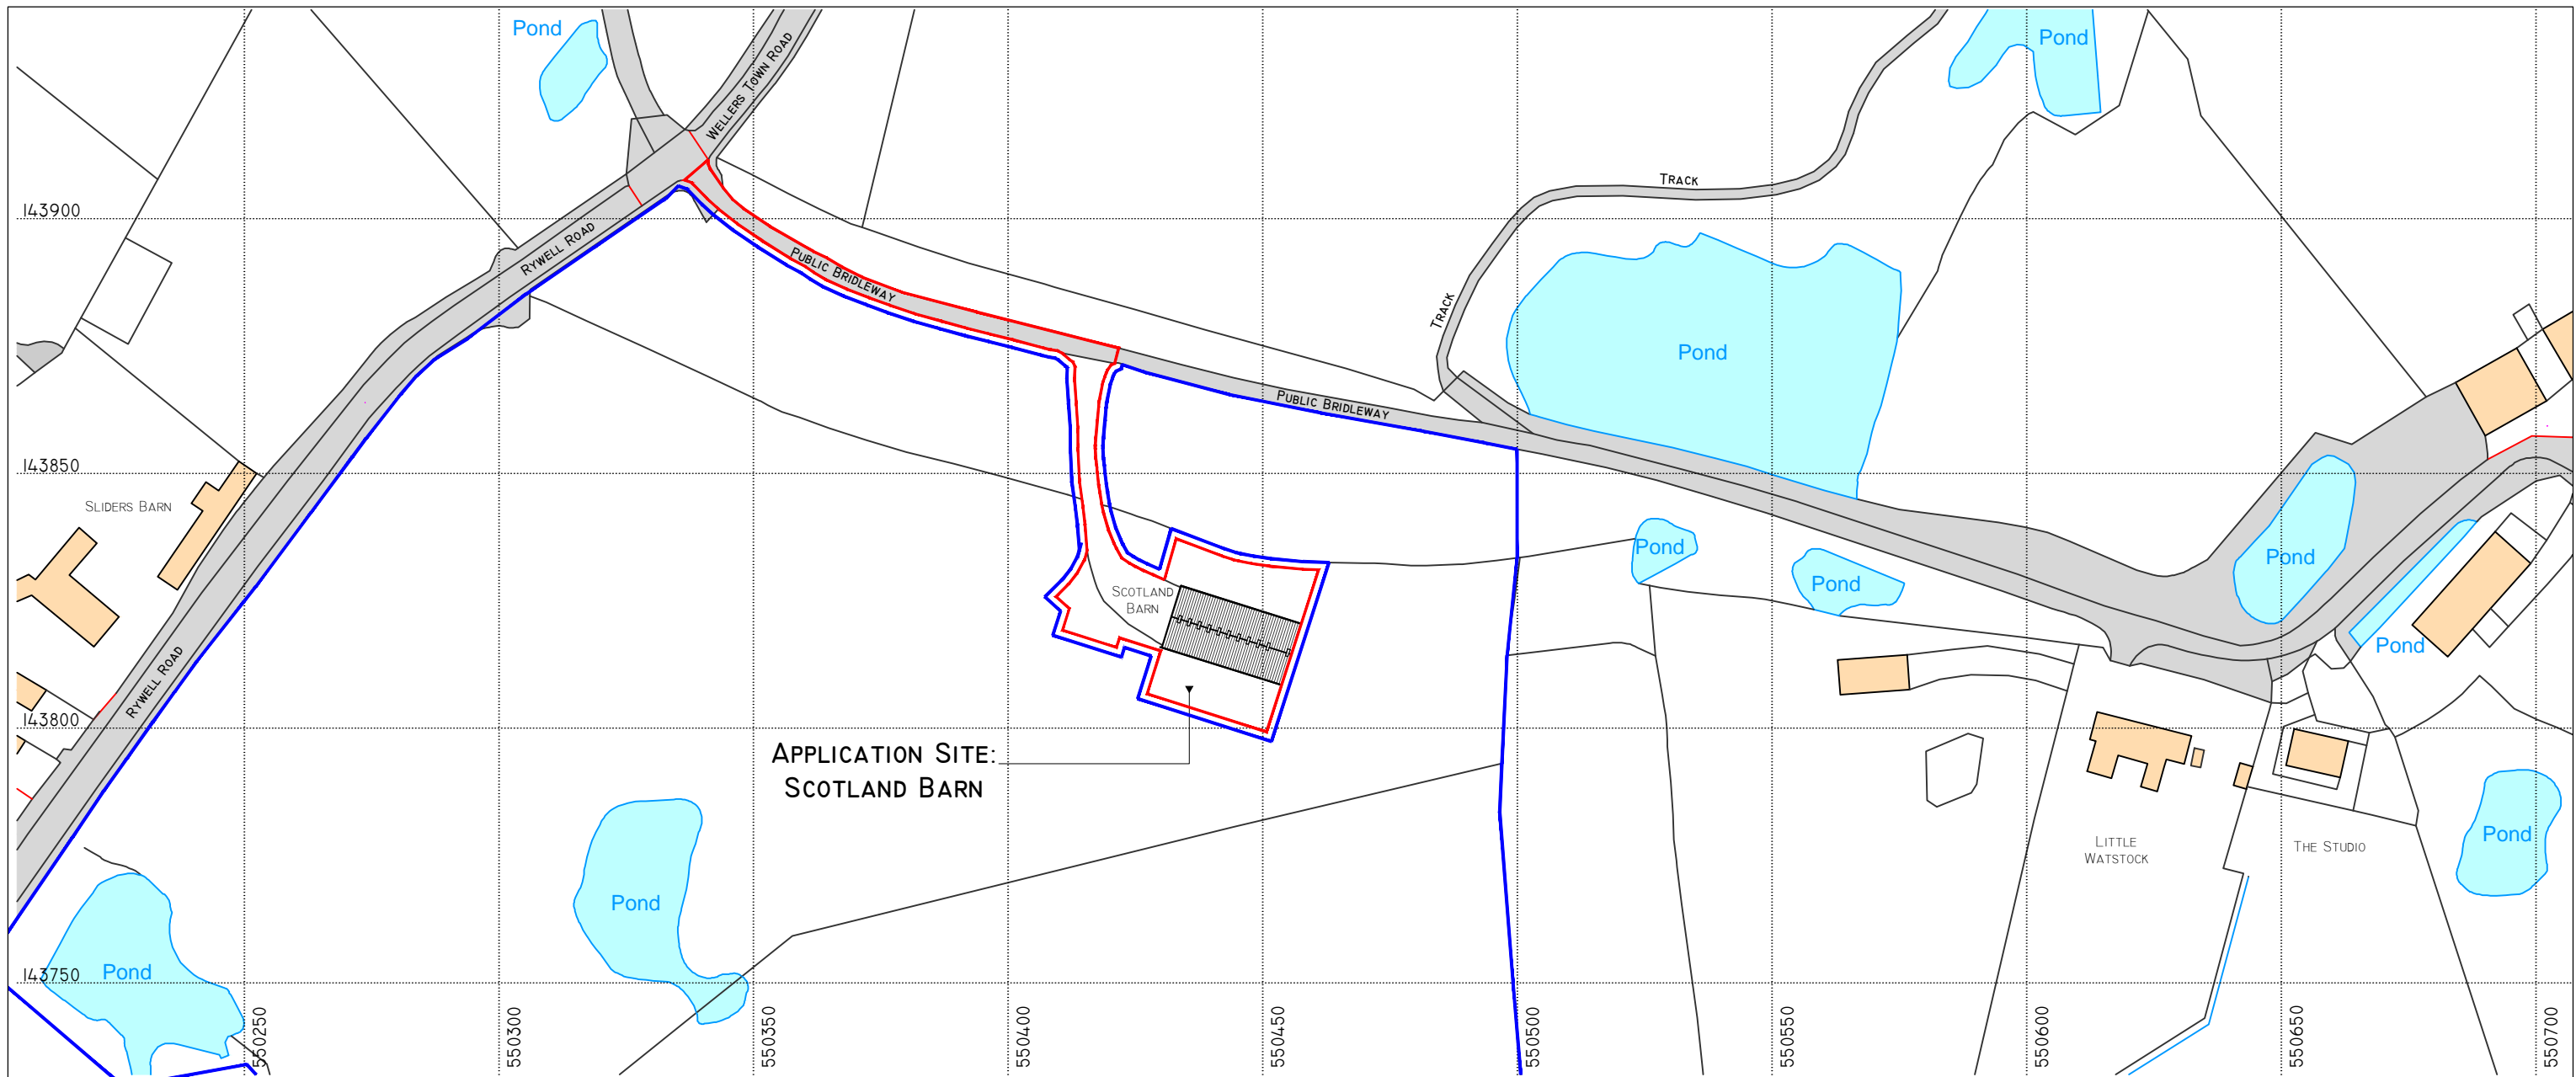 Pond
Pond
WELLERS TOWN ROAD
TRACK
143900
RYWELL ROAD
PUBLIC BRIDLEWAY
TRACK
Pond
PUBLIC BRIDLEWAY
143850
SLIDERS BARN
Pond
Pond
Pond
SCOTLAND
BARN
Pond
RYWELL ROAD
143800
APPLICATION SITE:
SCOTLAND BARN
Pond
LITTLE
WATSTOCK
THE STUDIO
Pond
Pond
143750
550250
550300
550350
550400
550450
550500
550550
550600
550650
550700